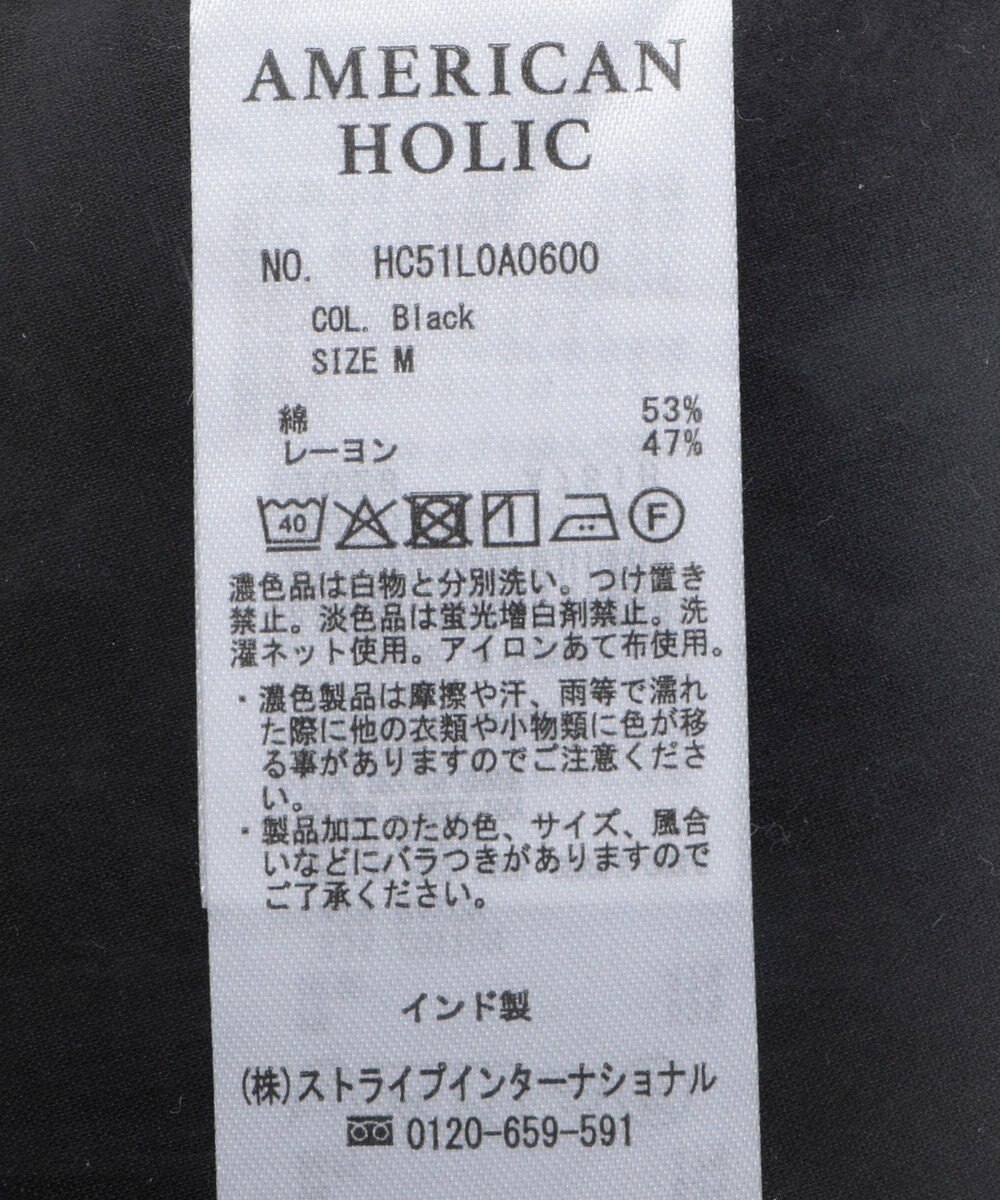 AMERICAN
HOLIC
NO. HC51L0A0600
COL. Black
SIZE M
綿 53%
レーヨン 47%
40 F
濃色品は白物と分別洗い。つけ置き
禁止。淡色品は蛍光増白剤禁止。洗
濯ネット使用。アイロンあて布使用。
・濃色製品は摩擦や汗、雨等で濡れ
た際に他の衣類や小物類に色が移
る事がありますのでご注意くださ
い。
・製品加工のため色、サイズ、風合
いなどにバラつきがありますので
ご了承ください。
インド製
(株)ストライプインターナショナル
0120-659-591